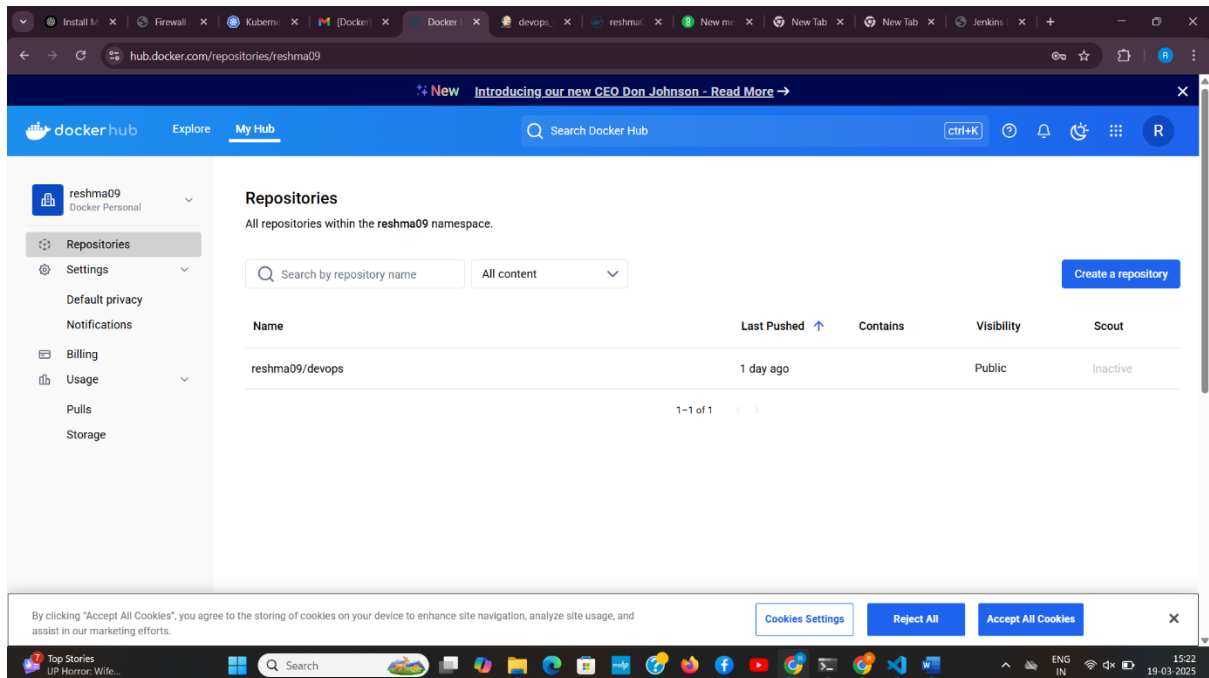 Install M
Firewall
Kuberne
[Docker]
Docker
devops_
reshma0
New me
New Tab
New Tab
Jenkins
hub.docker.com/repositories/reshma09
R
New Introducing our new CEO Don Johnson - Read More →
dockerhub
Explore
My Hub
Search Docker Hub
ctrl+K
R
reshma09
Docker Personal
Repositories
Settings
Default privacy
Notifications
Billing
Usage
Pulls
Storage
Repositories
All repositories within the reshma09 namespace.
Search by repository name
All content
Create a repository
Name Last Pushed Contains Visibility Scout
reshma09/devops 1 day ago Public Inactive
1–1 of 1
By clicking "Accept All Cookies", you agree to the storing of cookies on your device to enhance site navigation, analyze site usage, and
assist in our marketing efforts.
Cookies Settings
Reject All
Accept All Cookies
7
Top Stories
UP Horror: Wife...
Search
ENG
IN
15:22
19-03-2025